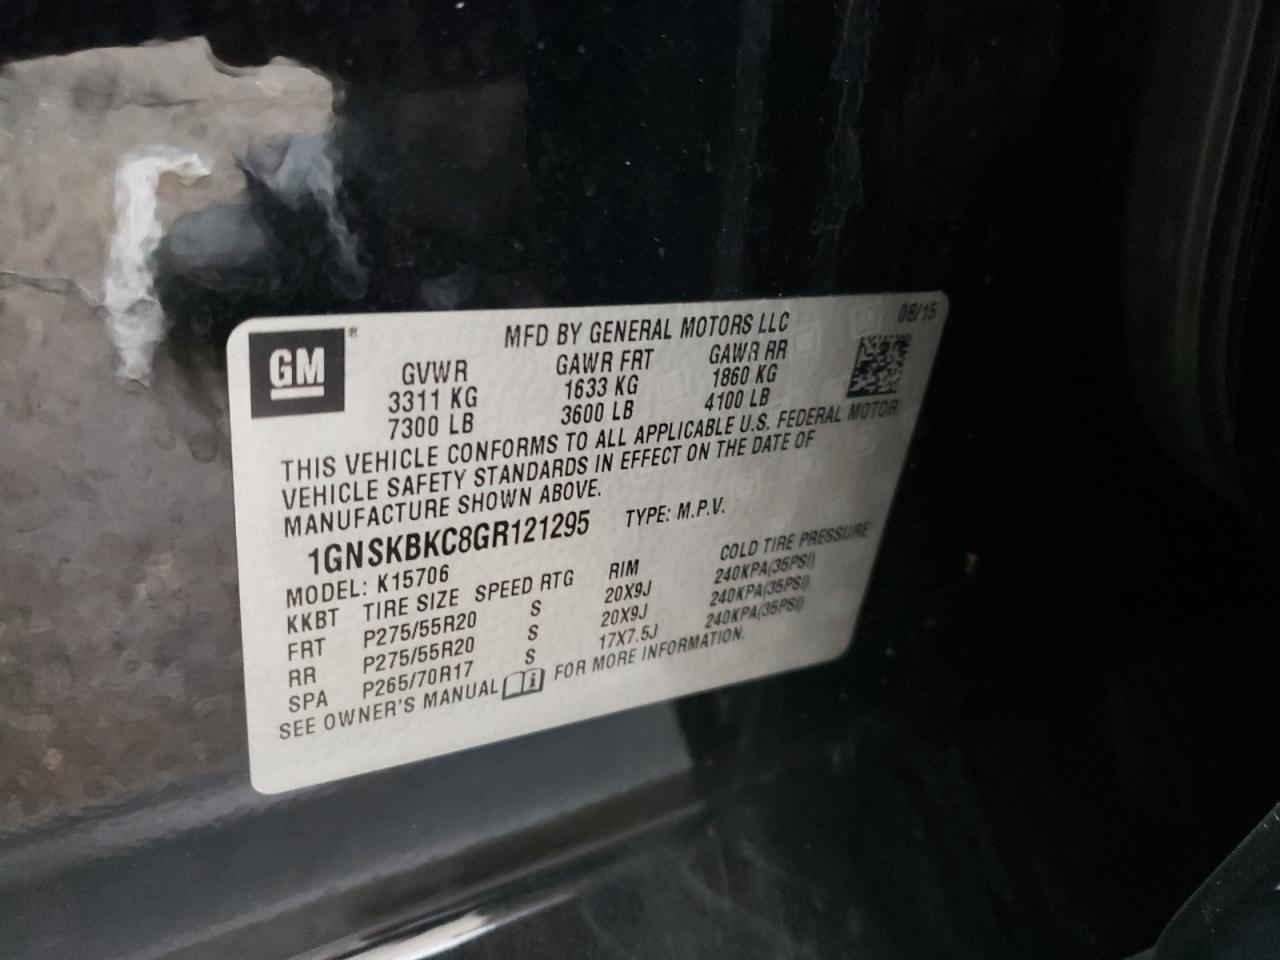 GM ®
MFD BY GENERAL MOTORS LLC
08/15
GVWR GAWR FRT GAWR RR
3311 KG 1633 KG 1860 KG
7300 LB 3600 LB 4100 LB
THIS VEHICLE CONFORMS TO ALL APPLICABLE U.S. FEDERAL MOTOR
VEHICLE SAFETY STANDARDS IN EFFECT ON THE DATE OF
MANUFACTURE SHOWN ABOVE.
1GNSKBKC8GR121295 TYPE: M.P.V.
MODEL: K15706
KKBT TIRE SIZE SPEED RTG RIM COLD TIRE PRESSURE
FRT P275/55R20 S 20X9J 240KPA(35PSI)
RR P275/55R20 S 20X9J 240KPA(35PSI)
SPA P265/70R17 S 17X7.5J 240KPA(35PSI)
SEE OWNER'S MANUAL FOR MORE INFORMATION.